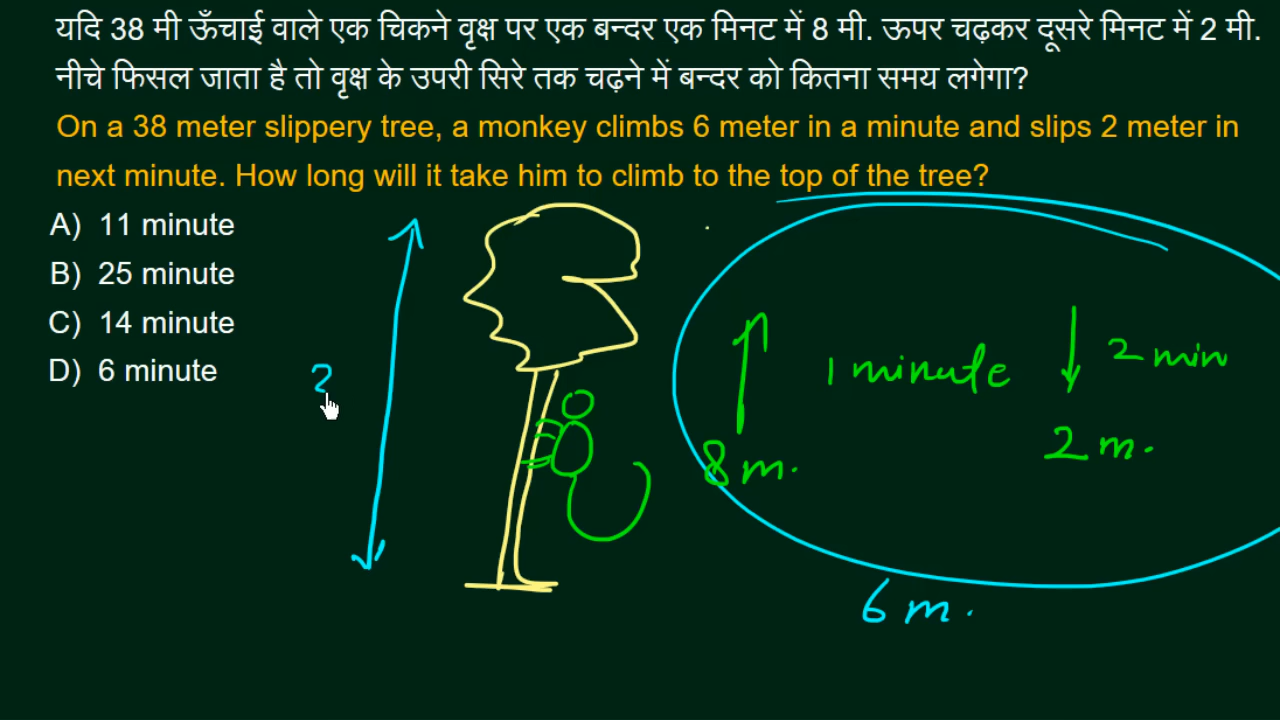 यदि 38 मी ऊँचाई वाले एक चिकने वृक्ष पर एक बन्दर एक मिनट में 8 मी. ऊपर चढ़कर दूसरे मिनट में 2 मी.
नीचे फिसल जाता है तो वृक्ष के उपरी सिरे तक चढ़ने में बन्दर को कितना समय लगेगा?
On a 38 meter slippery tree, a monkey climbs 6 meter in a minute and slips 2 meter in
next minute. How long will it take him to climb to the top of the tree?
A) 11 minute
B) 25 minute
C) 14 minute
D) 6 minute
?
1 minute
2 min
8 m.
2 m.
6 m.